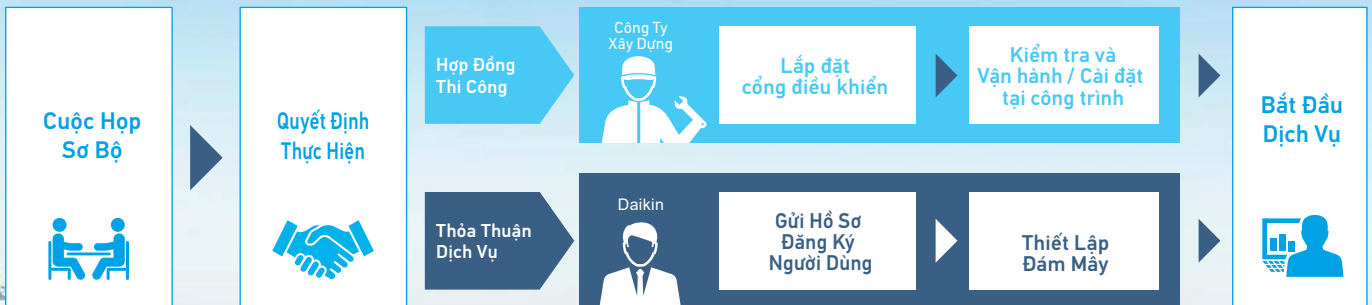 Cuộc Họp
Sơ Bộ
Quyết Định
Thực Hiện
Hợp Đồng
Thi Công
Công Ty
Xây Dựng
Lắp đặt
cổng điều khiển
Kiểm tra và
Vận hành / Cài đặt
tại công trình
Thỏa Thuận
Dịch Vụ
Daikin
Gửi Hồ Sơ
Đăng Ký
Người Dùng
Thiết Lập
Đám Mây
Bắt Đầu
Dịch Vụ